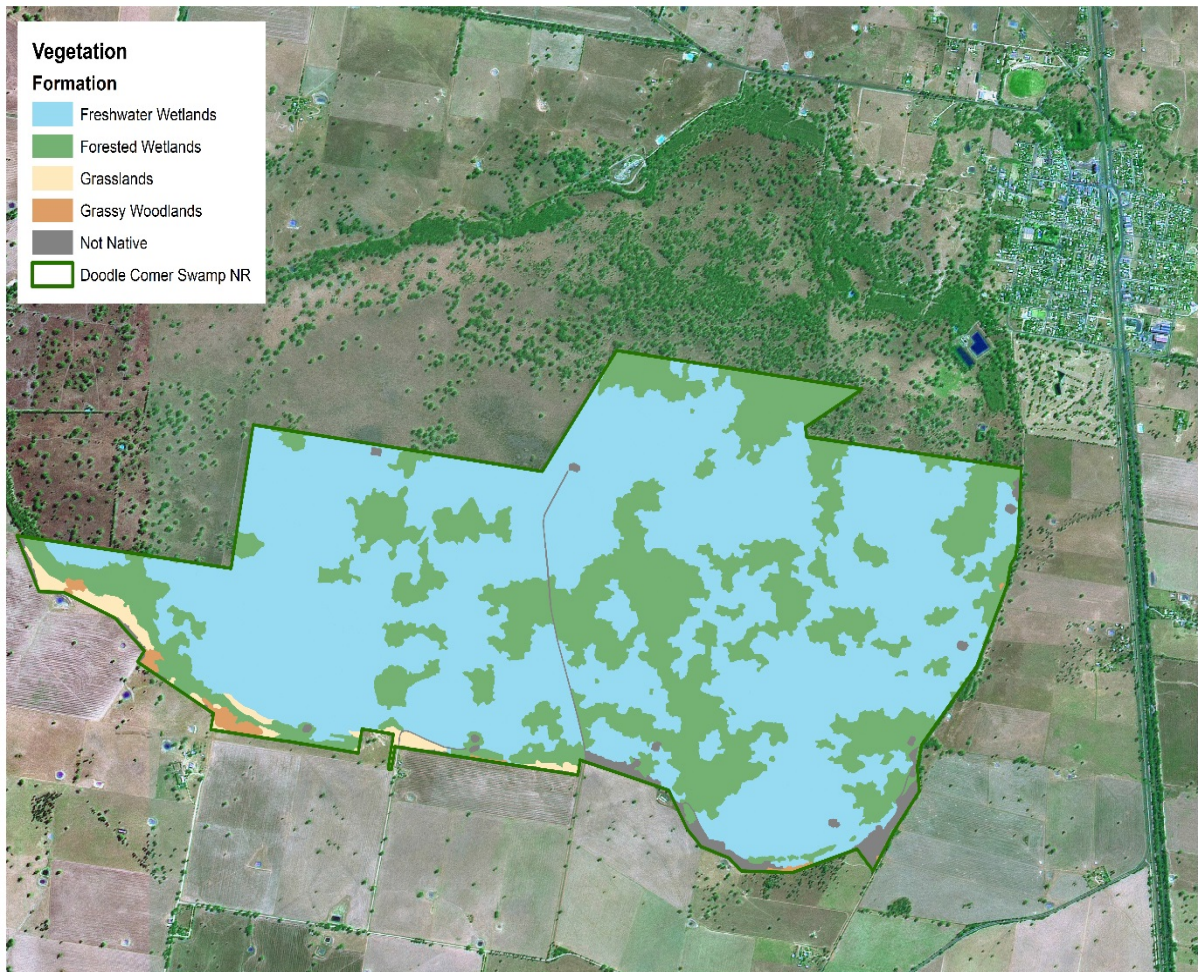 Vegetation
Formation
Freshwater Wetlands
Forested Wetlands
Grasslands
Grassy Woodlands
Not Native
Doodle Comer Swamp NR